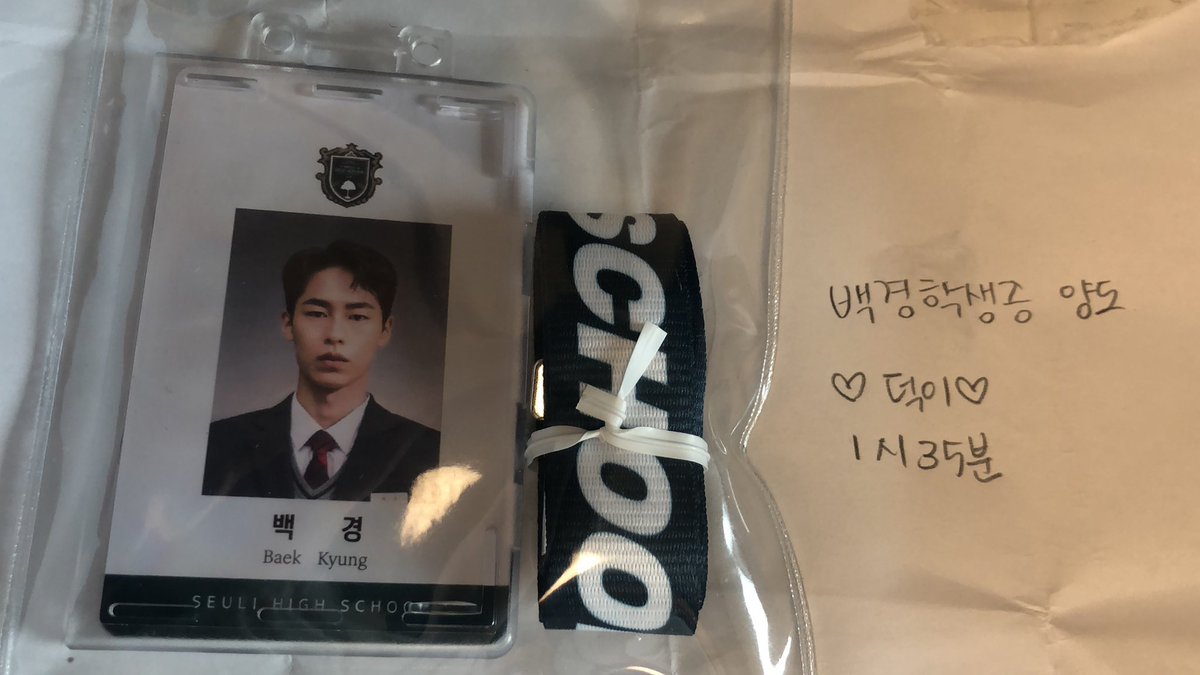 백 경
Baek Kyung
SEULI HIGH SCHOOL
SCHOO
백경학생증 양도
♡ 덕이♡
1시35분